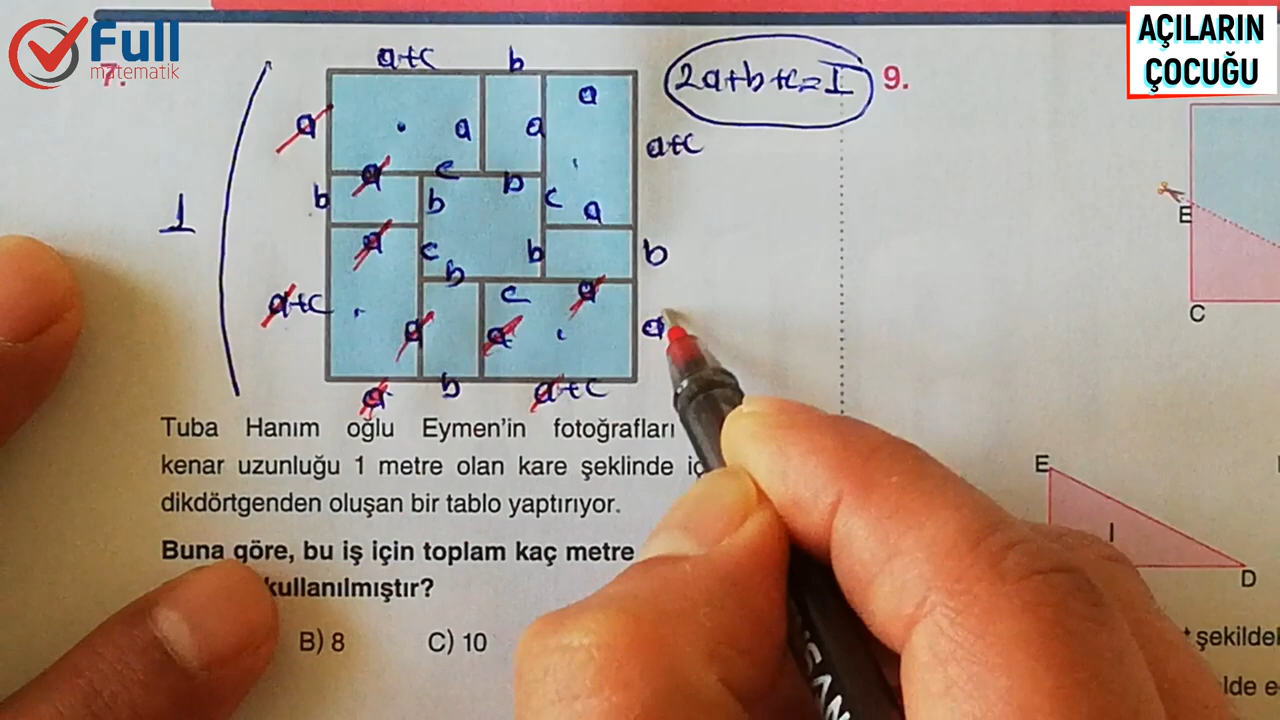 Full
matematik
AÇILARIN
ÇOCUĞU
7.
a+c b
2a+b+c=1
9.
a
a a a
a+c
a c b
b b c a
1
a c b b
b c a
a+c a a a
a b a+c
E
C
Tuba Hanım oğlu Eymen'in fotoğrafları
kenar uzunluğu 1 metre olan kare şeklinde iç
dikdörtgenden oluşan bir tablo yaptırıyor.
Buna göre, bu iş için toplam kaç metre
kullanılmıştır?
B) 8 C) 10
E
I
D
şekilde